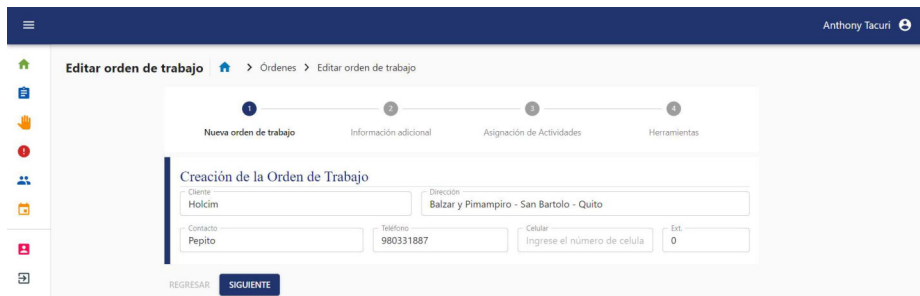 Anthony Tacuri
Editar orden de trabajo > Órdenes > Editar orden de trabajo
1 2 3 4
Nueva orden de trabajo Información adicional Asignación de Actividades Herramientas
Creación de la Orden de Trabajo
Cliente Dirección
Holcim Balzar y Pimampiro - San Bartolo - Quito
Contacto Teléfono Celular Ext.
Pepito 980331887 Ingrese el número de celula 0
REGRESAR SIGUIENTE